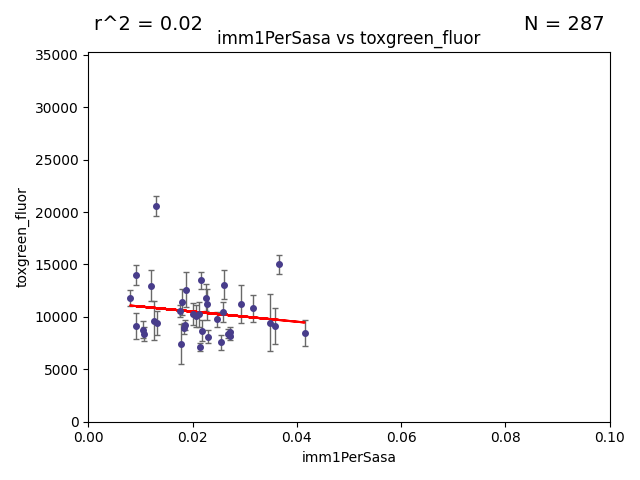 r^2 = 0.02
N = 287
imm1PerSasa vs toxgreen_fluor
35000
30000
25000
20000
15000
10000
5000
0
toxgreen_fluor
0.00 0.02 0.04 0.06 0.08 0.10
imm1PerSasa